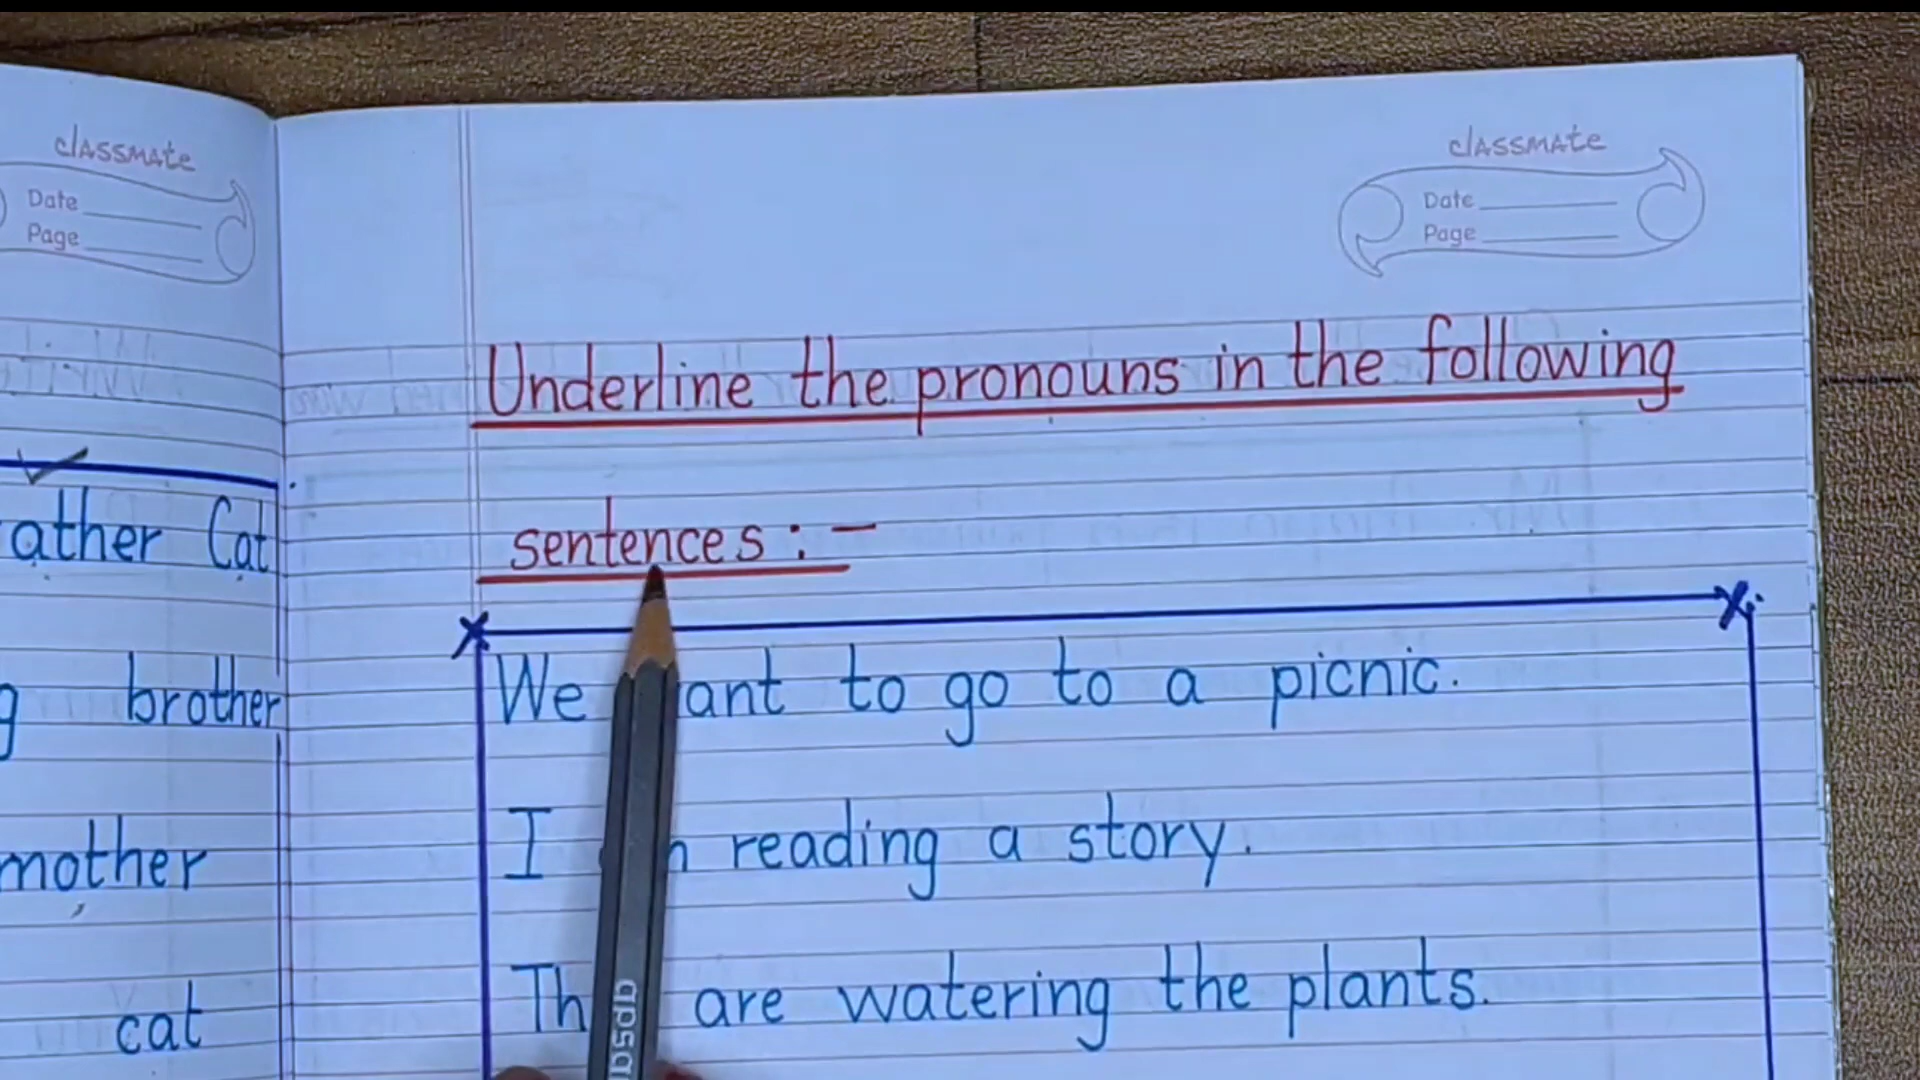 classmate
Date
Page
classmate
Date
Page
ather Cat
brother
mother
cat
Underline the pronouns in the following
sentences : -
We ant to go to a picnic.
I reading a story.
Th are watering the plants.
apsa